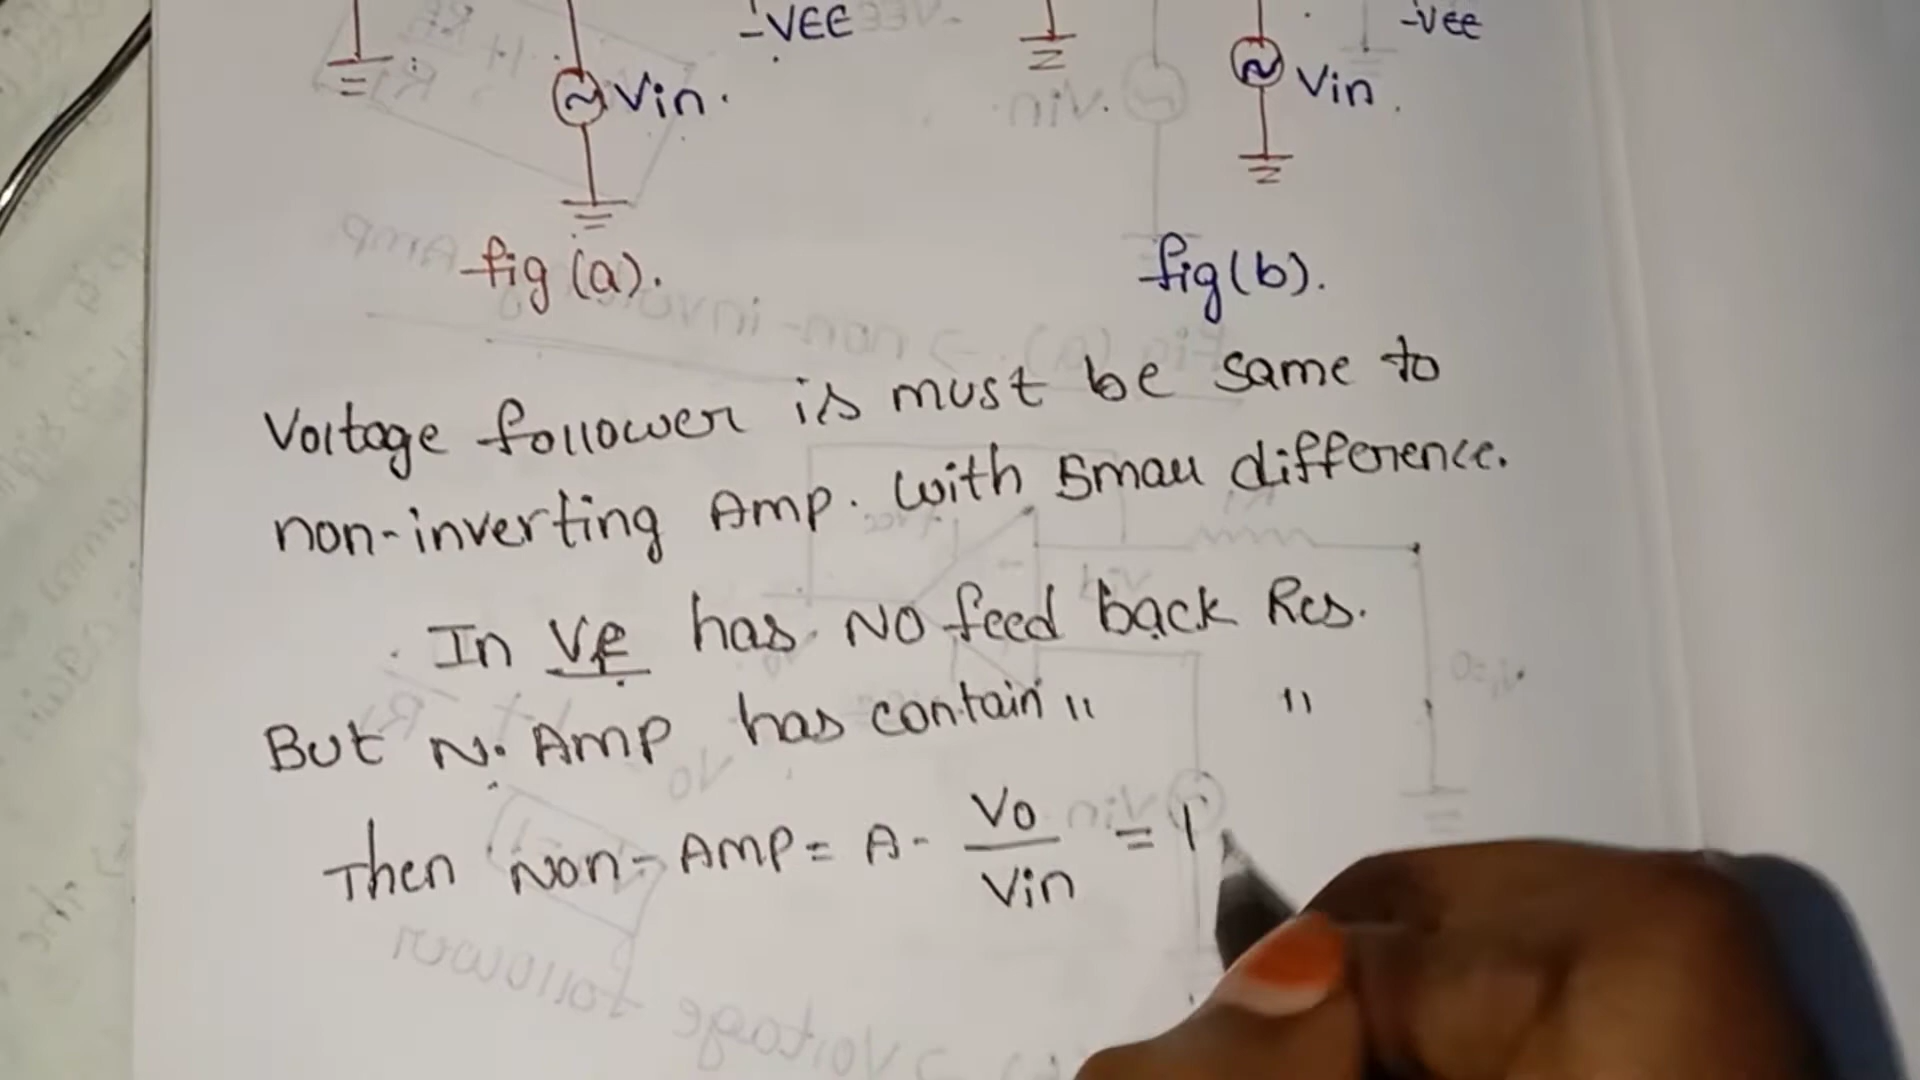 -VEE
-VEE
Vin.
Vin.
fig (a).
fig (b).
Voltage follower is must be same to
non-inverting Amp. with small difference.
In VF has NO feed back Res.
But N. Amp has contain " "
Then Non-Amp = A - Vo/Vin = 1